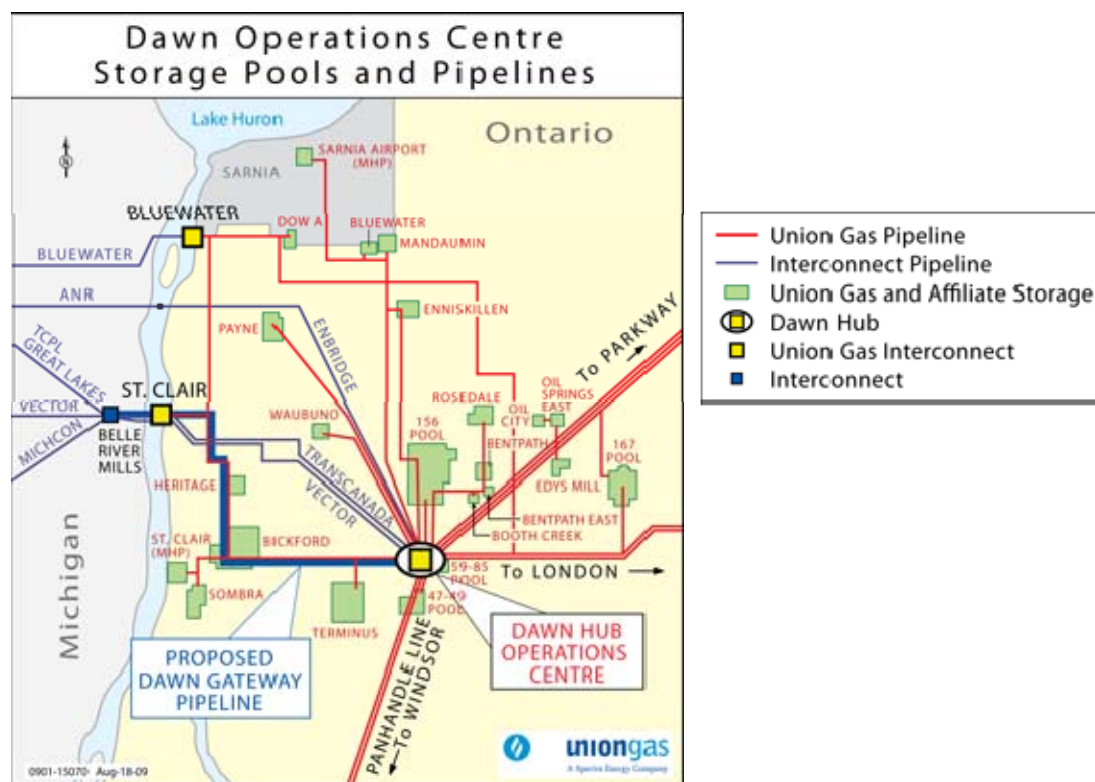 Dawn Operations Centre
Storage Pools and Pipelines
Lake Huron
Ontario
N
SARNIA AIRPORT
(MHP)
SARNIA
BLUEWATER
DOW A
BLUEWATER
MANDAUMIN
BLUEWATER
ANR
ENNISKILLEN
PAYNE
ENBRIDGE
To PARKWAY
TCPL
GREAT LAKES
ST. CLAIR
VECTOR
MICHCON
BELLE
RIVER
MILLS
WAUBUNO
ROSEDALE
OIL
SPRINGS
EAST
OIL
CITY
156
POOL
BENTPATH
167
POOL
EDYS MILL
TRANSCANADA
VECTOR
HERITAGE
BENTPATH EAST
BOOTH CREEK
ST. CLAIR
(MHP)
BICKFORD
59-85
POOL
To LONDON
SOMBRA
TERMINUS
47-49
POOL
Michigan
PROPOSED
DAWN GATEWAY
PIPELINE
PANHANDLE LINE
To WINDSOR
DAWN HUB
OPERATIONS
CENTRE
uniongas
A Spectra Energy Company
0901-15070 Aug-18-09
Union Gas Pipeline
Interconnect Pipeline
Union Gas and Affiliate Storage
Dawn Hub
Union Gas Interconnect
Interconnect